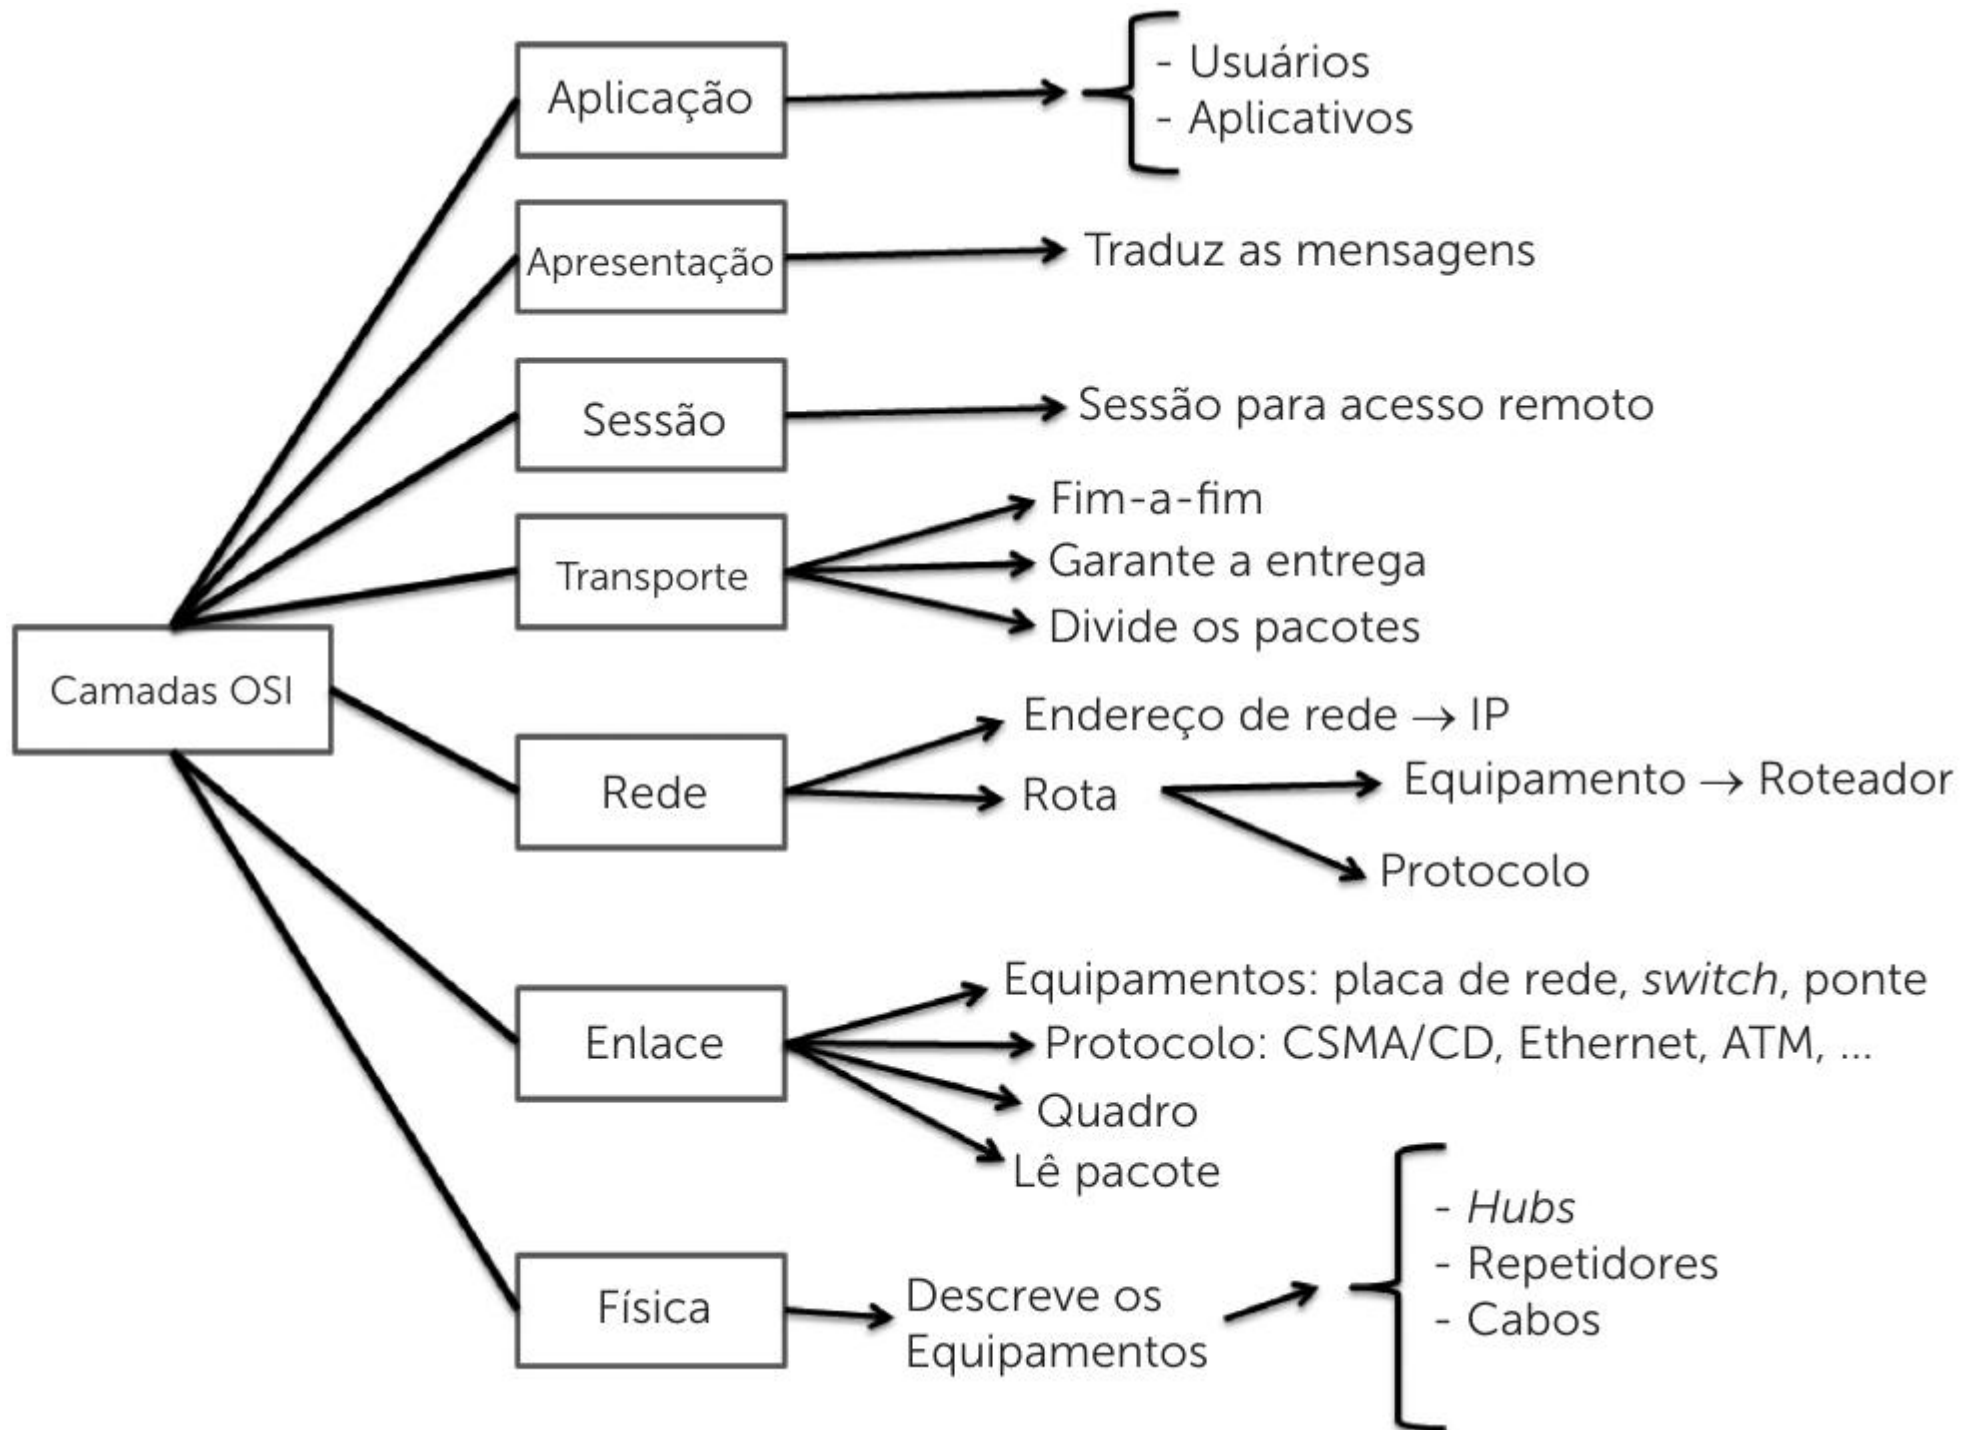 Aplicação
- Usuários
- Aplicativos
Apresentação
Traduz as mensagens
Sessão
Sessão para acesso remoto
Transporte
Fim-a-fim
Garante a entrega
Divide os pacotes
Camadas OSI
Rede
Endereço de rede → IP
Rota
Equipamento → Roteador
Protocolo
Enlace
Equipamentos: placa de rede, switch, ponte
Protocolo: CSMA/CD, Ethernet, ATM, ...
Quadro
Lê pacote
Física
Descreve os
Equipamentos
- Hubs
- Repetidores
- Cabos